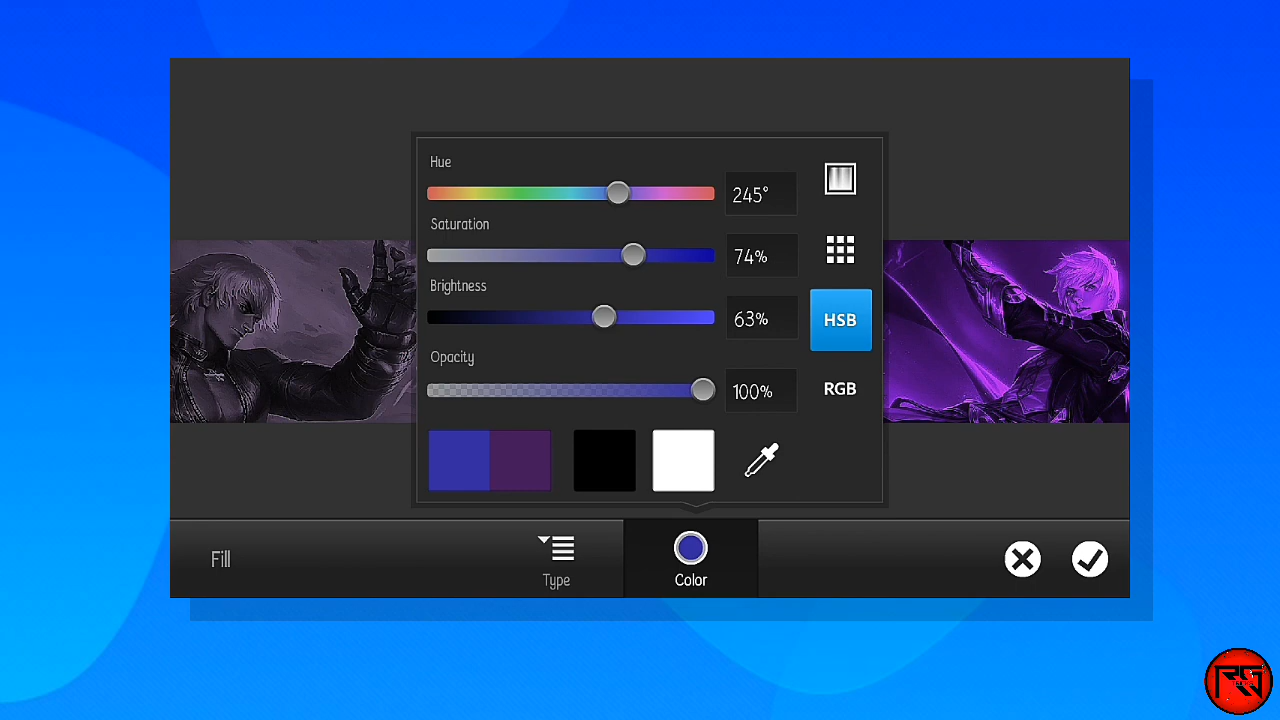 Hue
245°
Saturation
74%
Brightness
63%
HSB
Opacity
100%
RGB
Fill
Type
Color